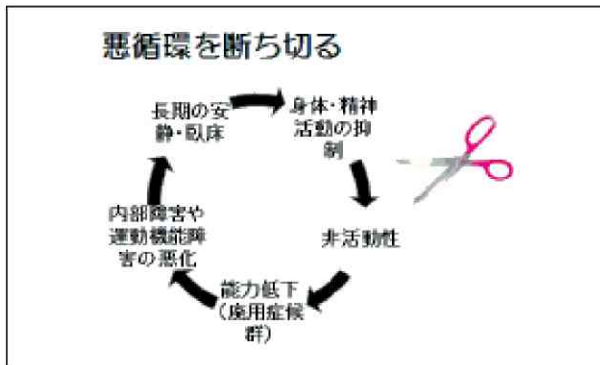 悪循環を断ち切る
長期の安
静・臥床
身体・精神
活動の抑
制
非活動性
能力低下
(廃用症候
群)
内部障害や
運動機能障
害の悪化